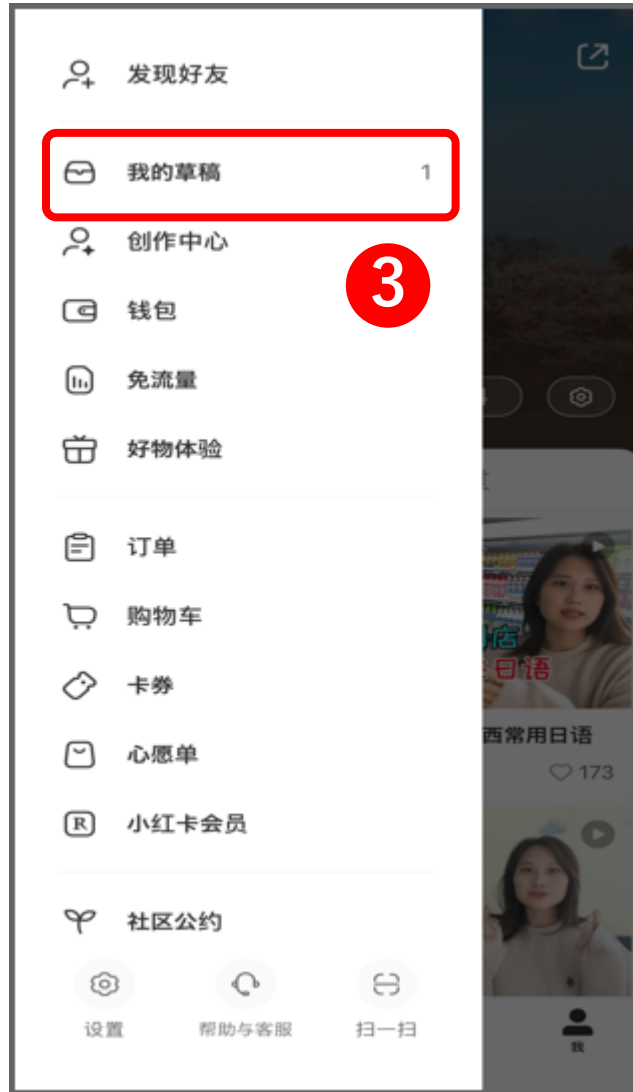 发现好友
我的草稿 1
创作中心
3
钱包
免流量
好物体验
订单
购物车
店
日语
卡券
西常用日语
心愿单
173
R 小红卡会员
社区公约
设置 帮助与客服 扫一扫
我